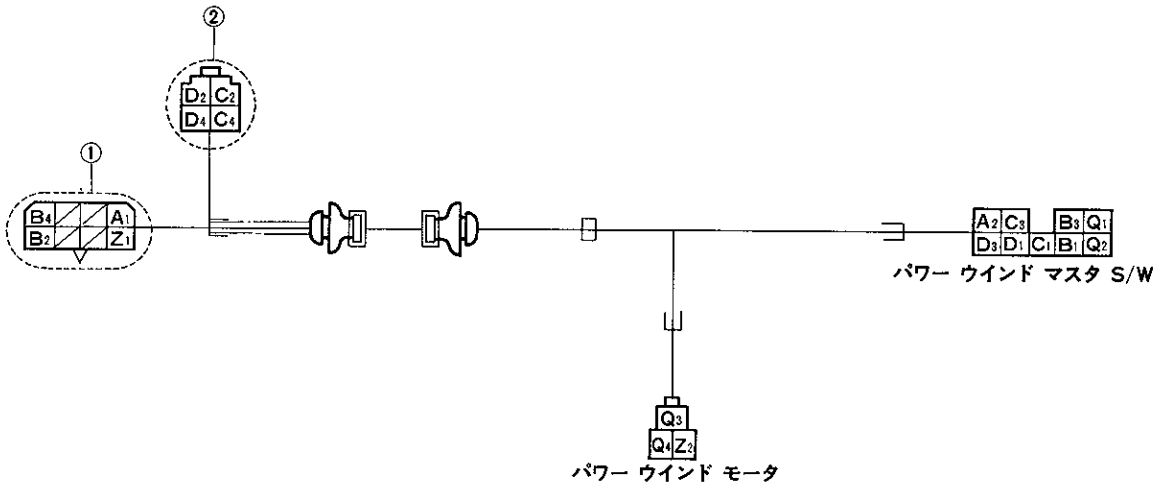 ②
D2 C2
D4 C4
①
B4 A1
B2 Z1
A2 C3 B3 Q1
D3 D1 C1 B1 Q2
パワー ウインド マスタ S/W
Q3
Q4 Z2
パワー ウインド モータ